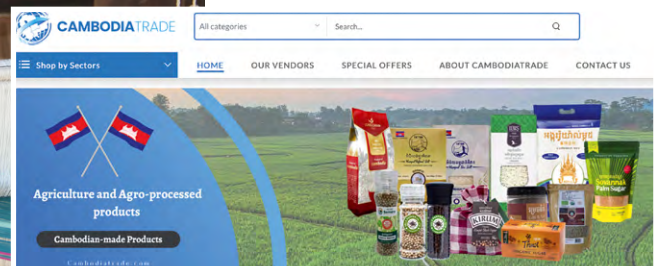 CAMBODIATRADE
All categories
Search...
Shop by Sectors
HOME
OUR VENDORS
SPECIAL OFFERS
ABOUT CAMBODIATRADE
CONTACT US
Agriculture and Agro-processed
products
Cambodian-made Products
Cambodiatrade.com
KIRUM
Palm Sugar